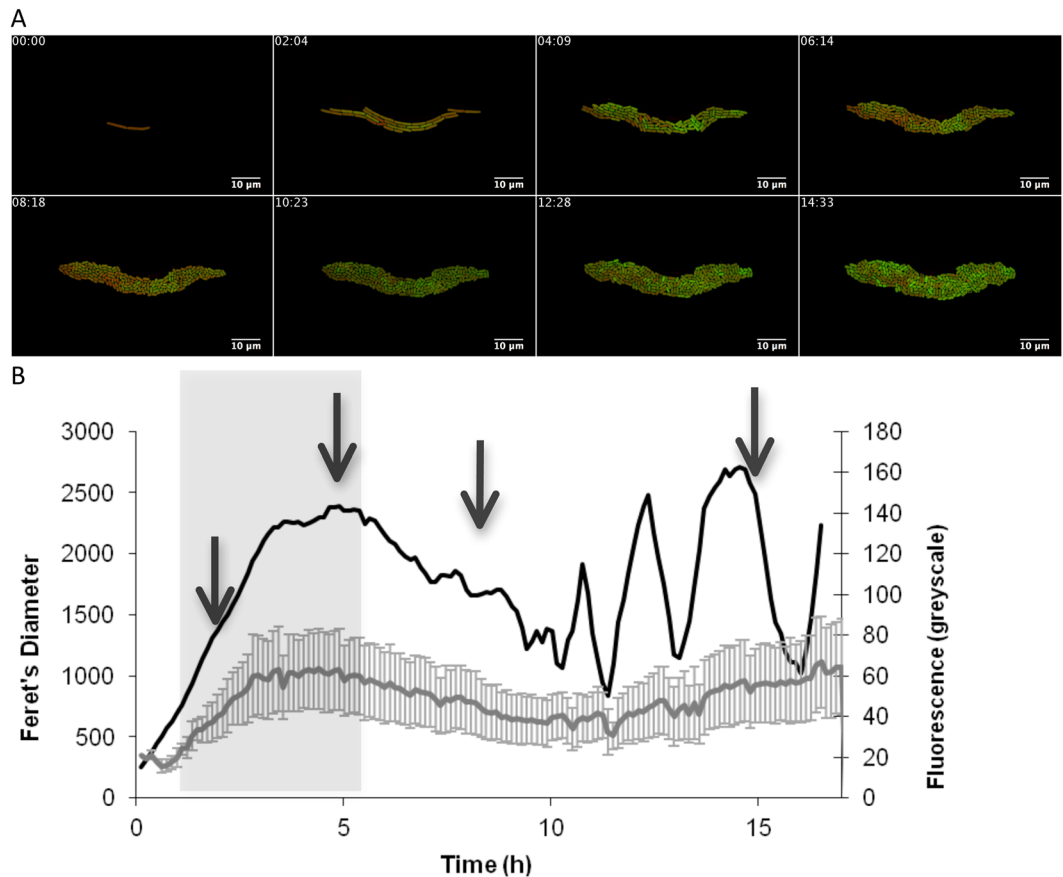 A
00:00 02:04 04:09 06:14
10 μm 10 μm 10 μm 10 μm
08:18 10:23 12:28 14:33
10 μm 10 μm 10 μm 10 μm
B
3000 180
160
2500 140
2000 120
1500 100
80
1000 60
500 40
20
0 0
0 5 10 15
Feret's Diameter
Fluorescence (greyscale)
Time (h)